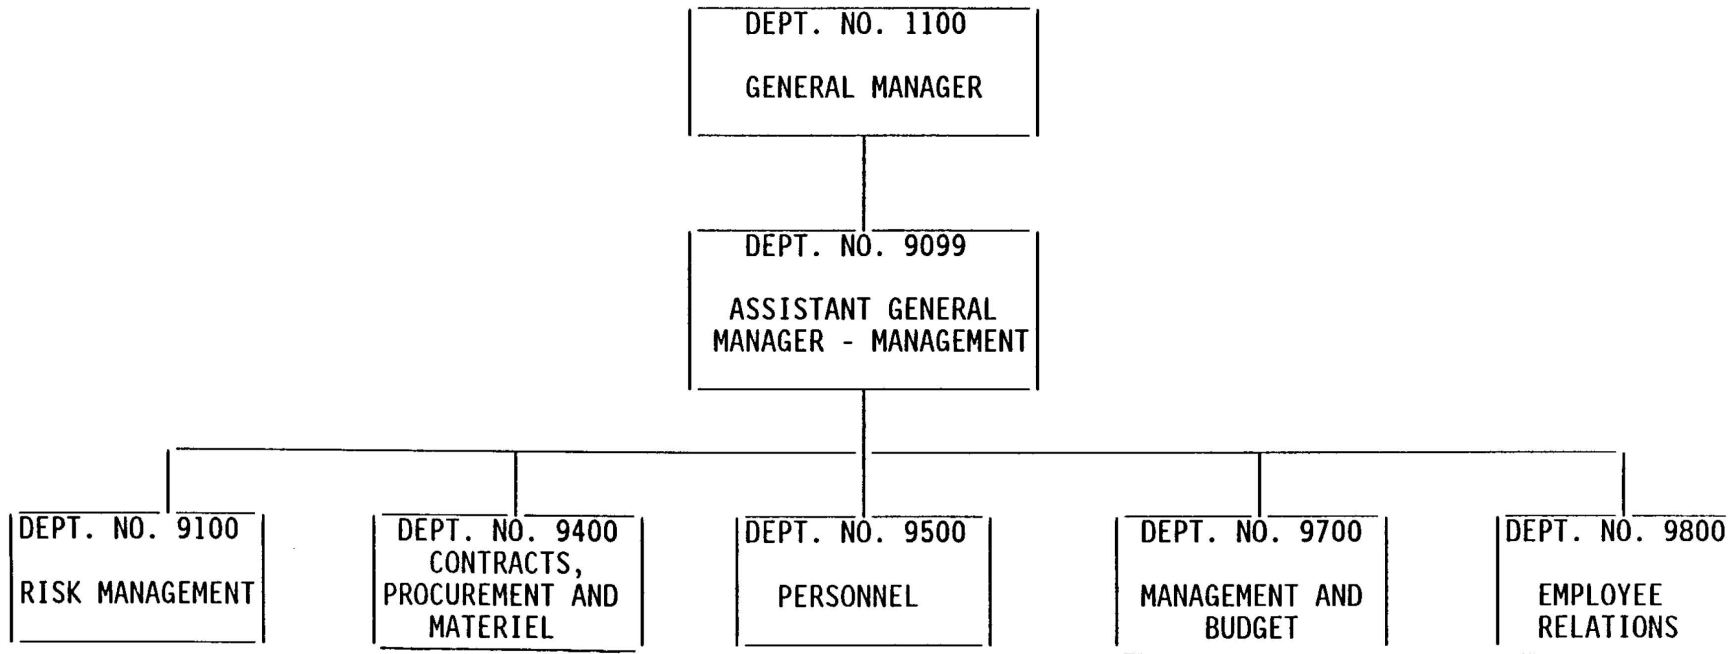 DEPT. NO. 1100
GENERAL MANAGER
DEPT. NO. 9099
ASSISTANT GENERAL
MANAGER - MANAGEMENT
DEPT. NO. 9100
RISK MANAGEMENT
DEPT. NO. 9400
CONTRACTS,
PROCUREMENT AND
MATERIEL
DEPT. NO. 9500
PERSONNEL
DEPT. NO. 9700
MANAGEMENT AND
BUDGET
DEPT. NO. 9800
EMPLOYEE
RELATIONS